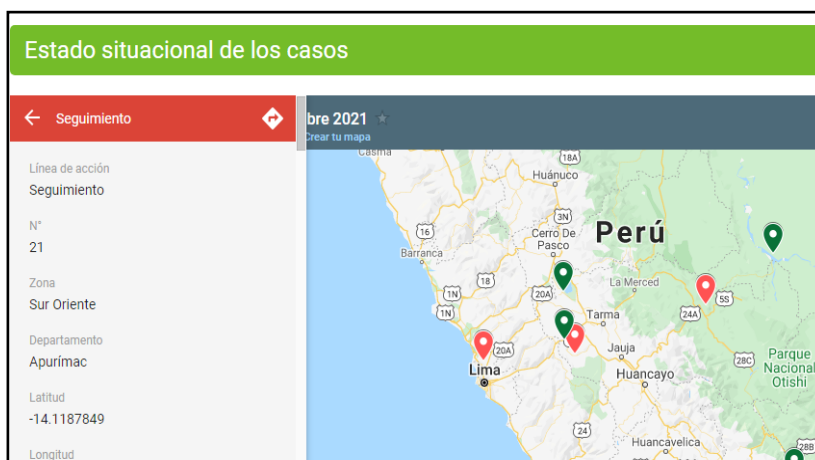 Estado situacional de los casos
Seguimiento
bre 2021
Crear tu mapa
Línea de acción
Seguimiento
N°
21
Zona
Sur Oriente
Departamento
Apurímac
Latitud
-14.1187849
Longitud
Casma
18A
Huánuco
3N
Perú
16
Cerro De
Pasco
Barranca
18
La Merced
1N
20A
5S
1N
24A
Tarma
20A
Jauja
Lima
Huancayo
28C
Parque
Nacional
Otishi
24
Huancavelica
28B